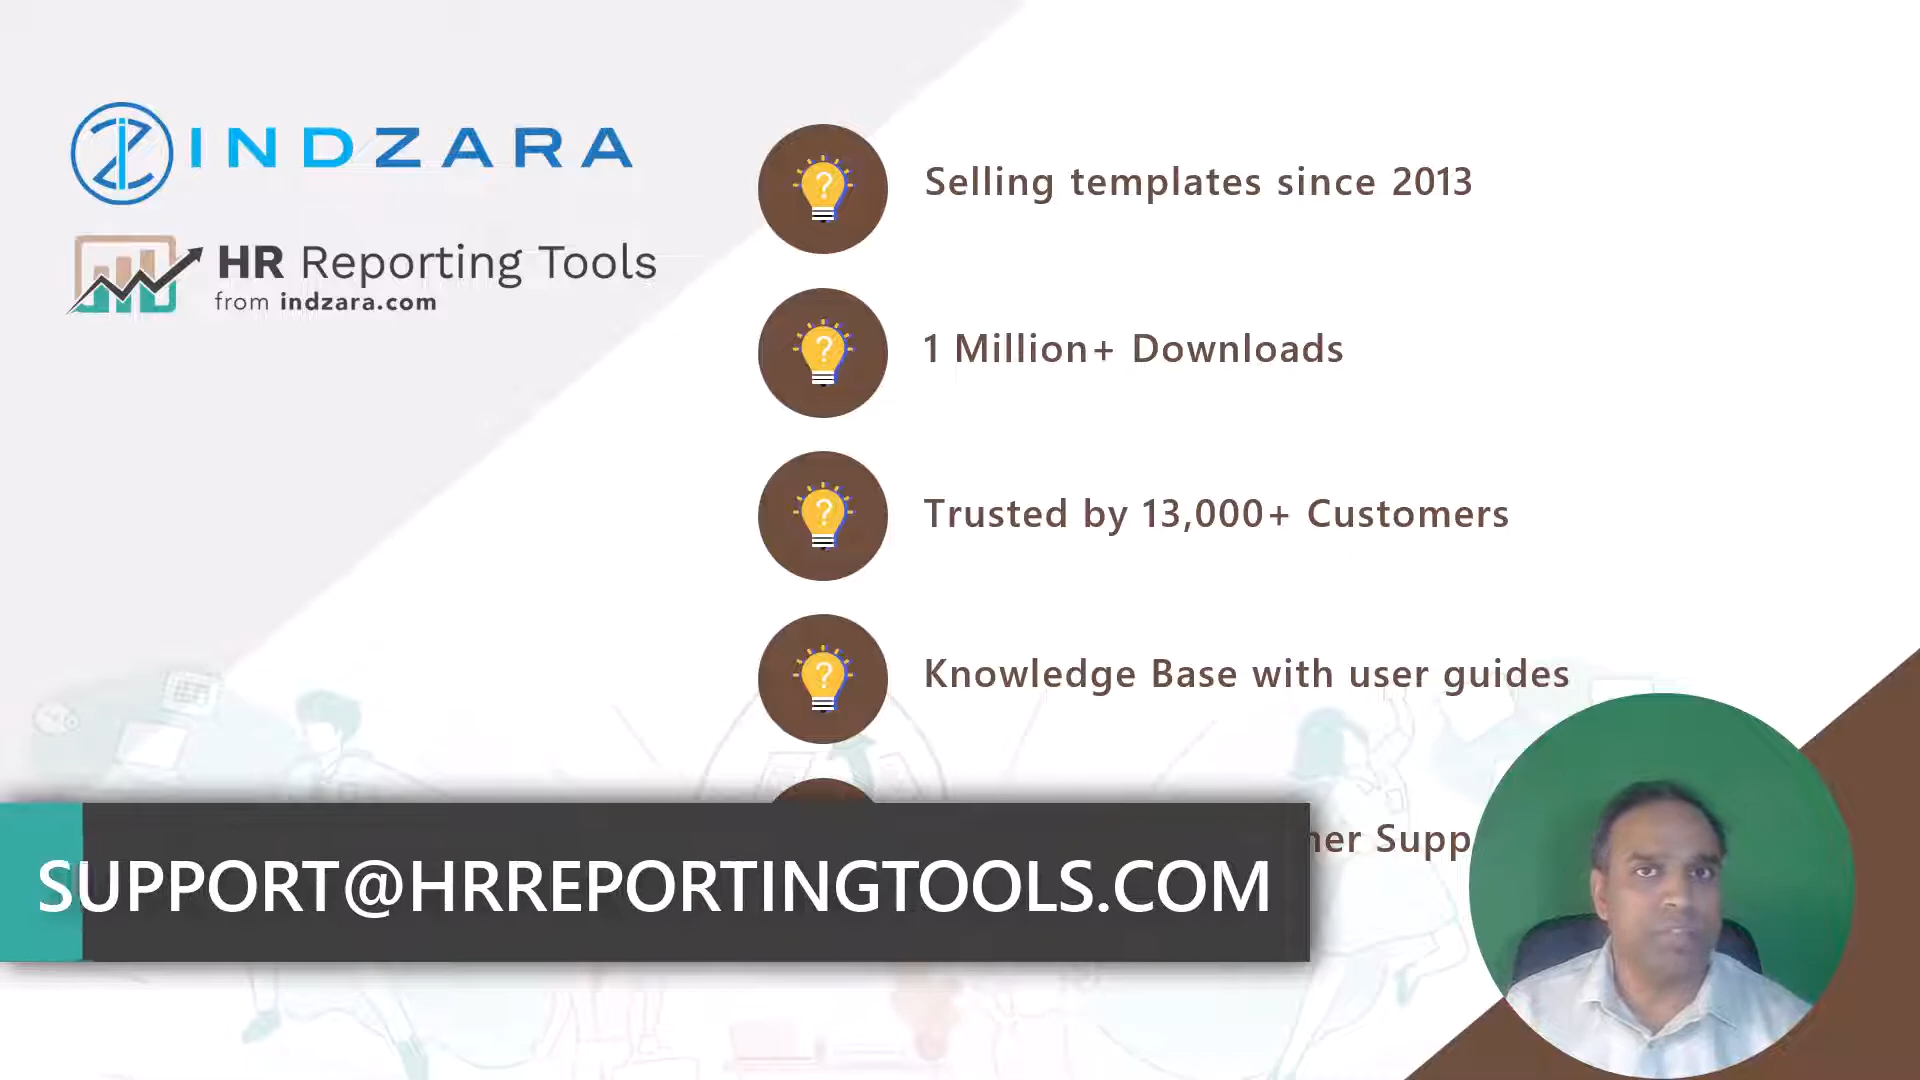 INDZARA
HR Reporting Tools
from indzara.com
Selling templates since 2013
1 Million+ Downloads
Trusted by 13,000+ Customers
Knowledge Base with user guides
SUPPORT@HRREPORTINGTOOLS.COM